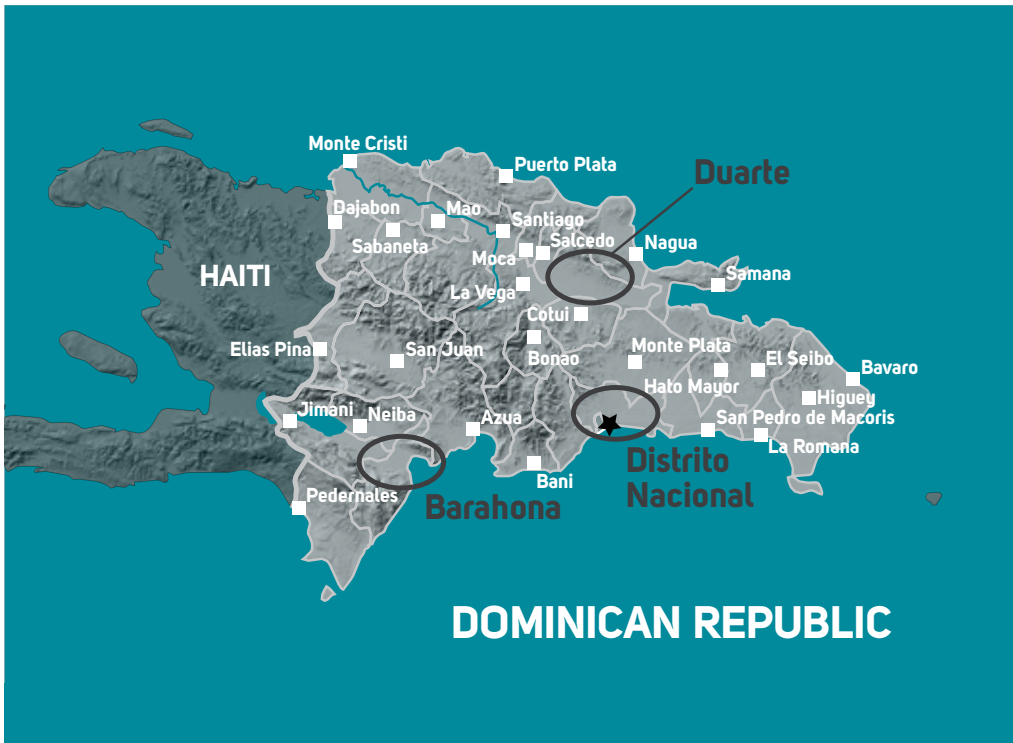 Monte Cristi
Puerto Plata
Duarte
Dajabon
Mao
Santiago
Sabaneta
Moca
Salcedo
Nagua
HAITI
La Vega
Samana
Cotui
Elias Pina
San Juan
Bonao
Monte Plata
El Seibo
Bavaro
Hato Mayor
Higuey
Jimani
Neiba
Azua
San Pedro de Macoris
La Romana
Distrito
Nacional
Bani
Pedernales
Barahona
DOMINICAN REPUBLIC